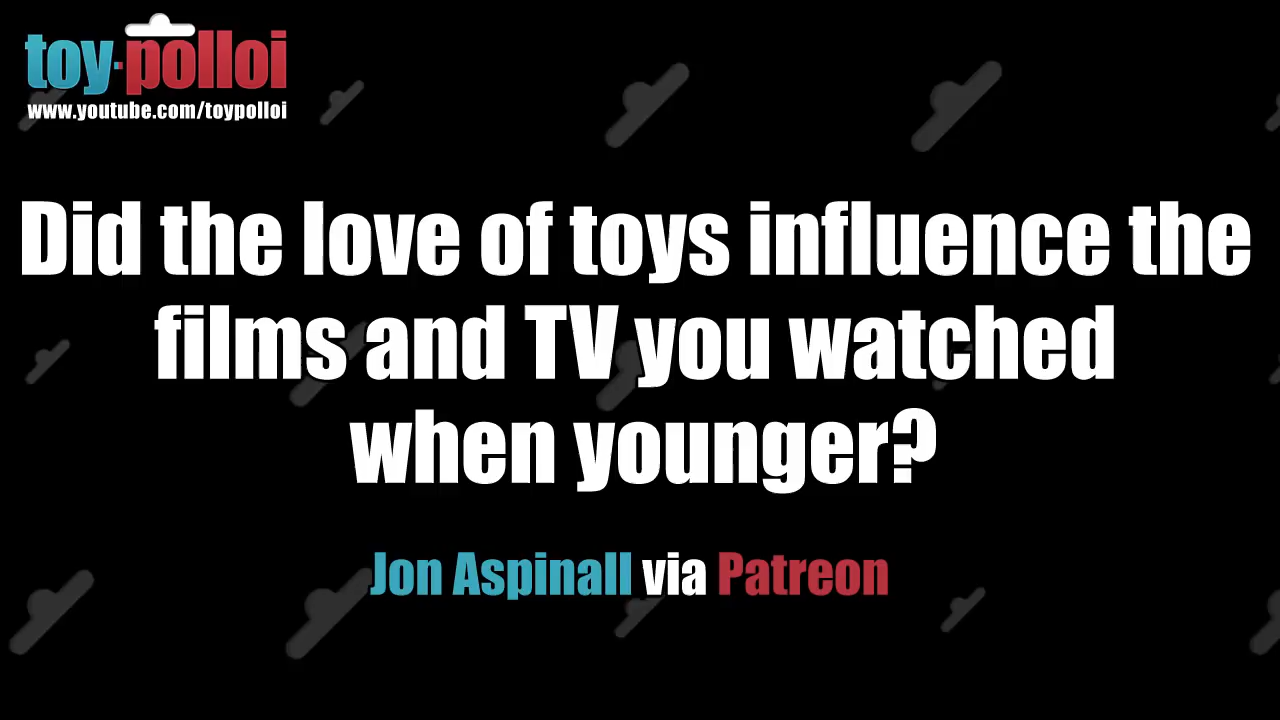 toy·polloi
www.youtube.com/toypolloi
Did the love of toys influence the
films and TV you watched
when younger?
Jon Aspinall via Patreon